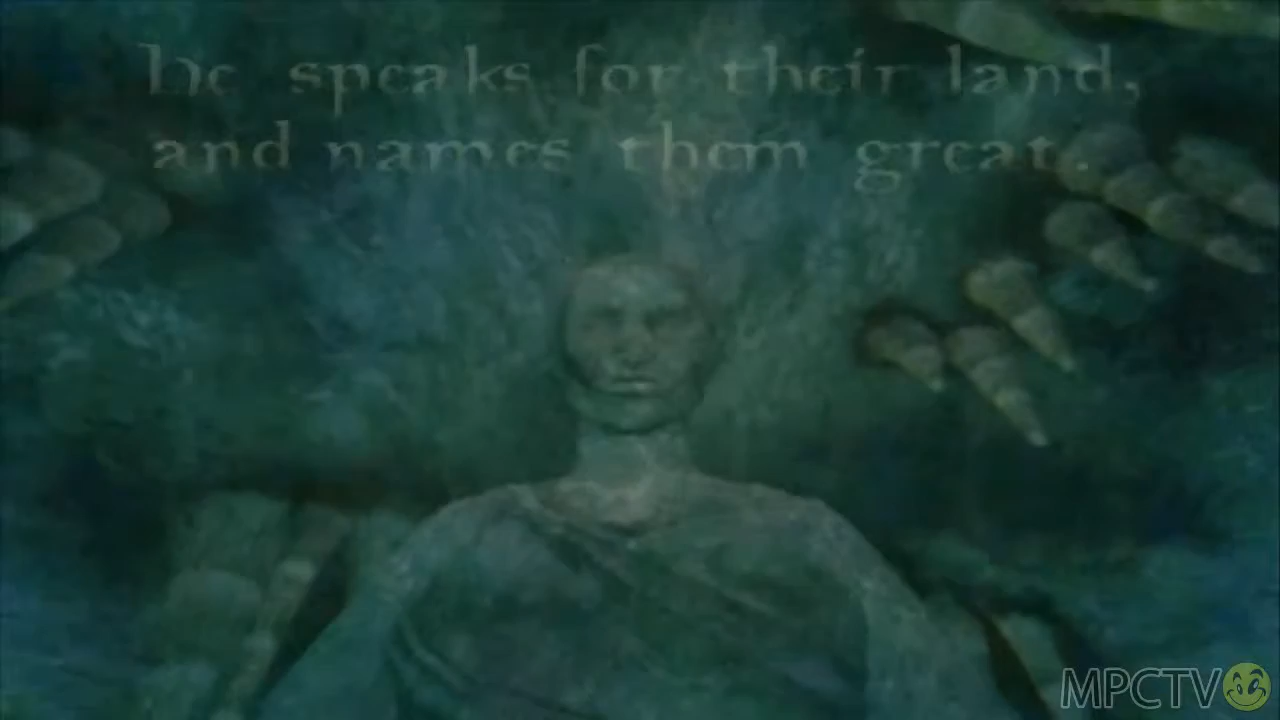 He speaks for their land,
and names them great.
MPCTV